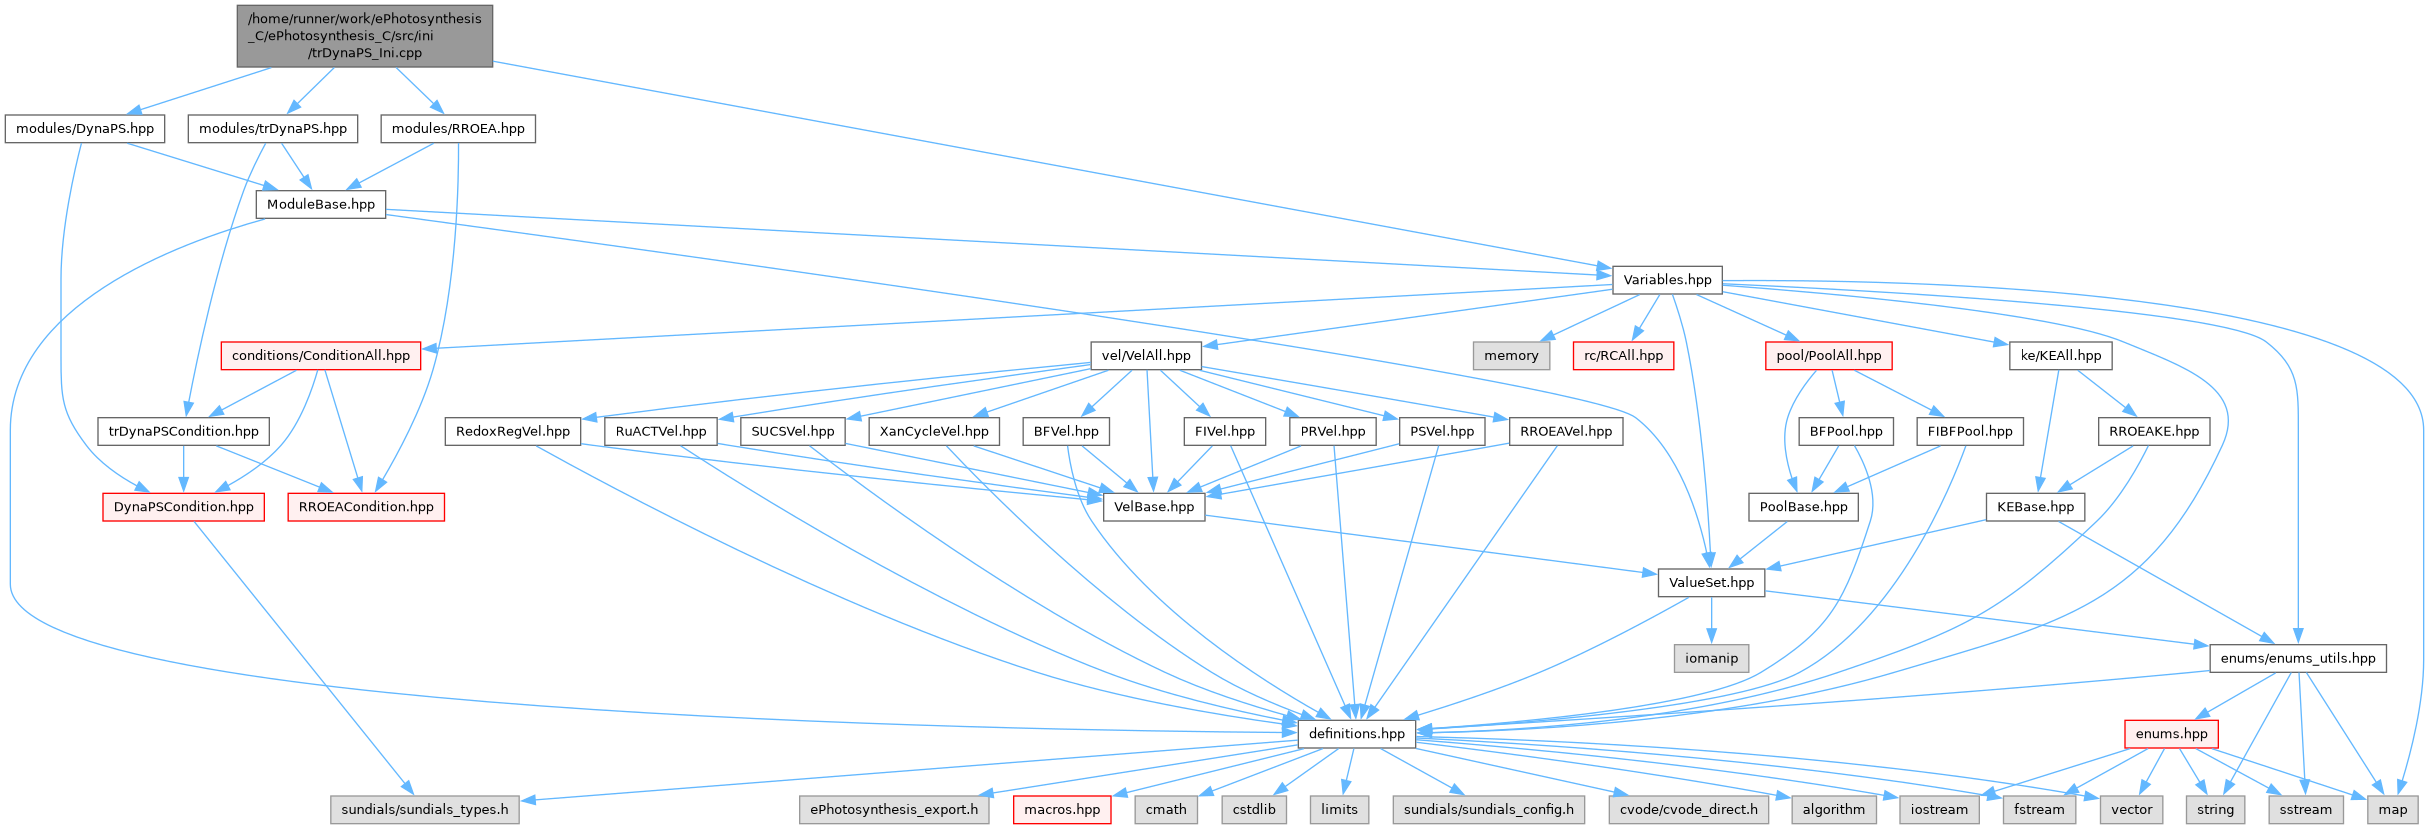 /home/runner/work/ePhotosynthesis
_C/ePhotosynthesis_C/src/ini
/trDynaPS_Ini.cpp
modules/DynaPS.hpp
modules/trDynaPS.hpp
modules/RROEA.hpp
ModuleBase.hpp
Variables.hpp
conditions/ConditionAll.hpp
vel/VelAll.hpp
memory
rc/RCAll.hpp
pool/PoolAll.hpp
ke/KEAll.hpp
trDynaPSCondition.hpp
RedoxRegVel.hpp
RuACTVel.hpp
SUCSVel.hpp
XanCycleVel.hpp
BFVel.hpp
FIVel.hpp
PRVel.hpp
PSVel.hpp
RROEAVel.hpp
BFPool.hpp
FIBFPool.hpp
RROEAKE.hpp
DynaPSCondition.hpp
RROEACondition.hpp
VelBase.hpp
PoolBase.hpp
KEBase.hpp
ValueSet.hpp
iomanip
enums/enums_utils.hpp
definitions.hpp
enums.hpp
sundials/sundials_types.h
ePhotosynthesis_export.h
macros.hpp
cmath
cstdlib
limits
sundials/sundials_config.h
cvode/cvode_direct.h
algorithm
iostream
fstream
vector
string
sstream
map